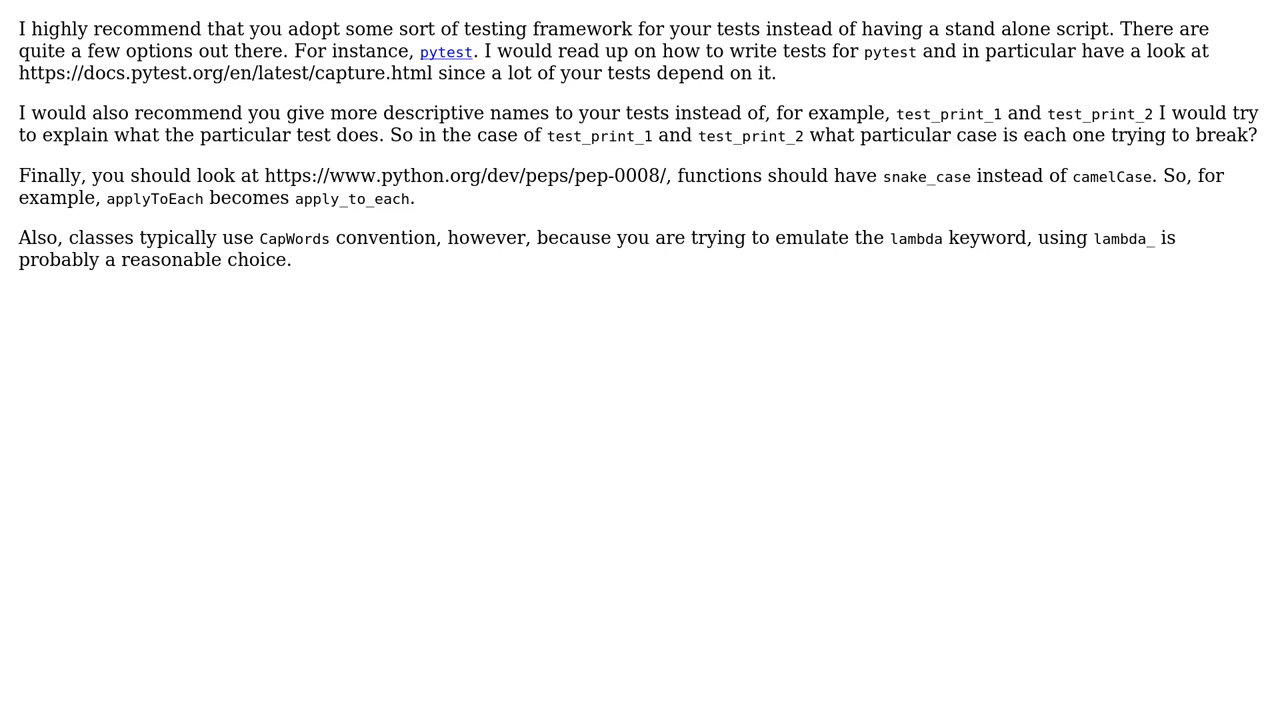 I highly recommend that you adopt some sort of testing framework for your tests instead of having a stand alone script. There are
quite a few options out there. For instance, pytest. I would read up on how to write tests for pytest and in particular have a look at
https://docs.pytest.org/en/latest/capture.html since a lot of your tests depend on it.
I would also recommend you give more descriptive names to your tests instead of, for example, test_print_1 and test_print_2 I would try
to explain what the particular test does. So in the case of test_print_1 and test_print_2 what particular case is each one trying to break?
Finally, you should look at https://www.python.org/dev/peps/pep-0008/, functions should have snake_case instead of camelCase. So, for
example, applyToEach becomes apply_to_each.
Also, classes typically use CapWords convention, however, because you are trying to emulate the lambda keyword, using lambda_ is
probably a reasonable choice.